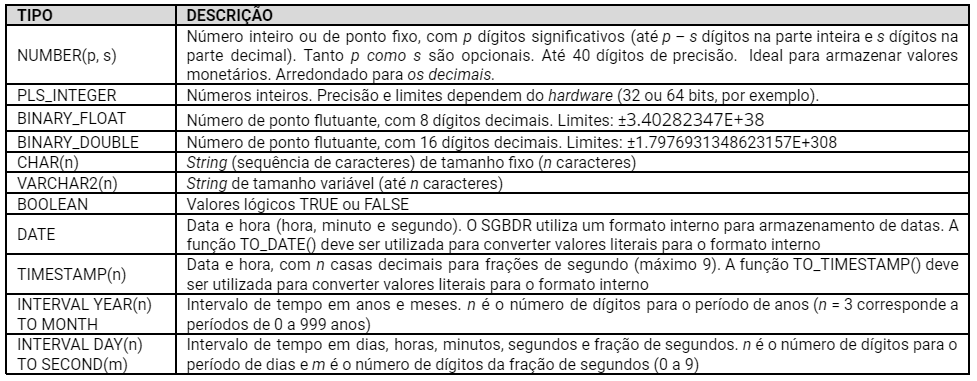 TIPO DESCRIÇÃO
NUMBER(p, s) Número inteiro ou de ponto fixo, com p dígitos significativos (até p – s dígitos na parte inteira e s dígitos na
parte decimal). Tanto p como s são opcionais. Até 40 dígitos de precisão. Ideal para armazenar valores
monetários. Arredondado para os decimais.
PLS_INTEGER Números inteiros. Precisão e limites dependem do hardware (32 ou 64 bits, por exemplo).
BINARY_FLOAT Número de ponto flutuante, com 8 dígitos decimais. Limites: ±3.40282347E+38
BINARY_DOUBLE Número de ponto flutuante, com 16 dígitos decimais. Limites: ±1.7976931348623157E+308
CHAR(n) String (sequência de caracteres) de tamanho fixo (n caracteres)
VARCHAR2(n) String de tamanho variável (até n caracteres)
BOOLEAN Valores lógicos TRUE ou FALSE
DATE Data e hora (hora, minuto e segundo). O SGBDR utiliza um formato interno para armazenamento de datas. A
função TO_DATE() deve ser utilizada para converter valores literais para o formato interno
TIMESTAMP(n) Data e hora, com n casas decimais para frações de segundo (máximo 9). A função TO_TIMESTAMP() deve
ser utilizada para converter valores literais para o formato interno
INTERVAL YEAR(n) Intervalo de tempo em anos e meses. n é o número de dígitos para o período de anos (n = 3 corresponde a
TO MONTH períodos de 0 a 999 anos)
INTERVAL DAY(n) Intervalo de tempo em dias, horas, minutos, segundos e fração de segundos. n é o número de dígitos para o
TO SECOND(m) período de dias e m é o número de dígitos da fração de segundos (0 a 9)